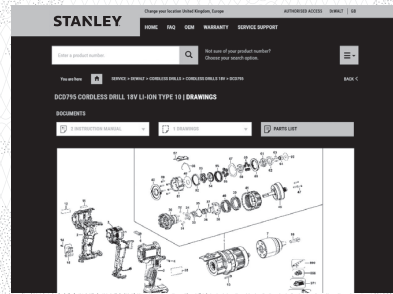 Change your location United Kingdom, Europe
AUTHORISED ACCESS DEWALT | GB
STANLEY
HOME FAQ OEM WARRANTY SERVICE SUPPORT
Enter a product number...
Not sure of your product number?
Choose your search option.
You are here
SERVICE > DEWALT > CORDLESS DRILLS > CORDLESS DRILLS 18V > DCD795
BACK <
DCD795 CORDLESS DRILL 18V LI-ION TYPE 10 | DRAWINGS
DOCUMENTS
2 INSTRUCTION MANUAL
1 DRAWINGS
PARTS LIST